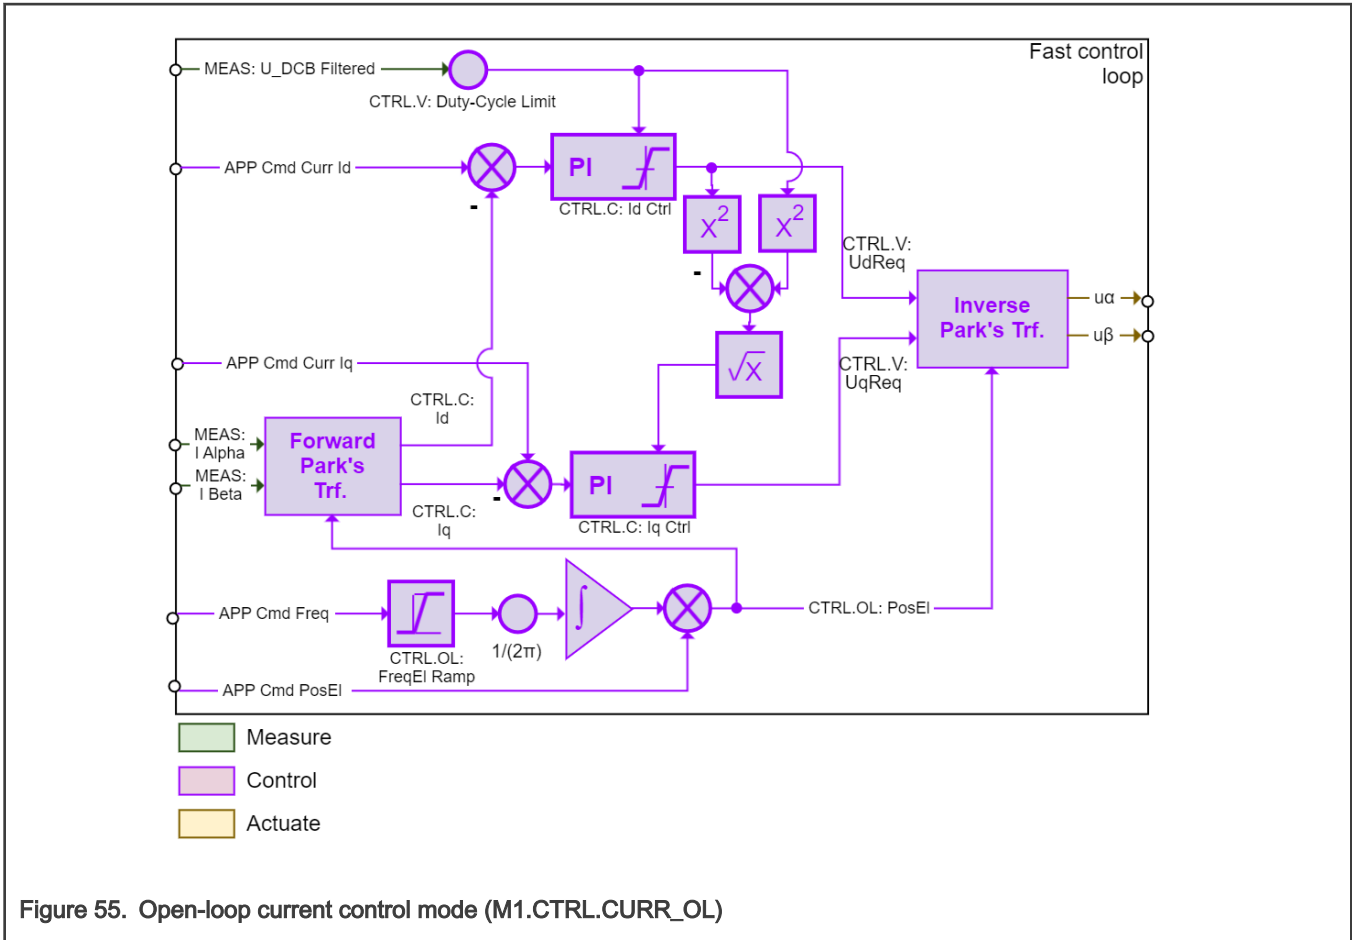 Fast control
loop
MEAS: U_DCB Filtered
CTRL.V: Duty-Cycle Limit
APP Cmd Curr Id
-
PI
CTRL.C: Id Ctrl
X²
X²
-
CTRL.V:
UdReq
Inverse
Park's Trf.
uα
uβ
√X
CTRL.V:
UqReq
APP Cmd Curr Iq
CTRL.C:
Id
MEAS:
I Alpha
MEAS:
I Beta
Forward
Park's
Trf.
-
CTRL.C:
Iq
PI
CTRL.C: Iq Ctrl
APP Cmd Freq
CTRL.OL:
FreqEl Ramp
1/(2π)
∫
CTRL.OL: PosEl
APP Cmd PosEl
Measure
Control
Actuate
Figure 55. Open-loop current control mode (M1.CTRL.CURR_OL)